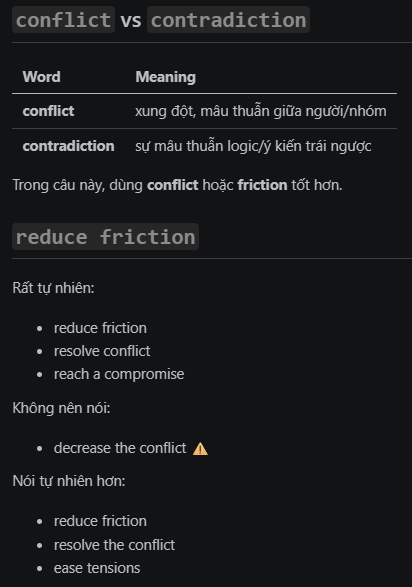 conflict vs contradiction
Word Meaning
conflict xung đột, mâu thuẫn giữa người/nhóm
contradiction sự mâu thuẫn logic/ý kiến trái ngược
Trong câu này, dùng conflict hoặc friction tốt hơn.
reduce friction
Rất tự nhiên:
• reduce friction
• resolve conflict
• reach a compromise
Không nên nói:
• decrease the conflict ⚠️
Nói tự nhiên hơn:
• reduce friction
• resolve the conflict
• ease tensions